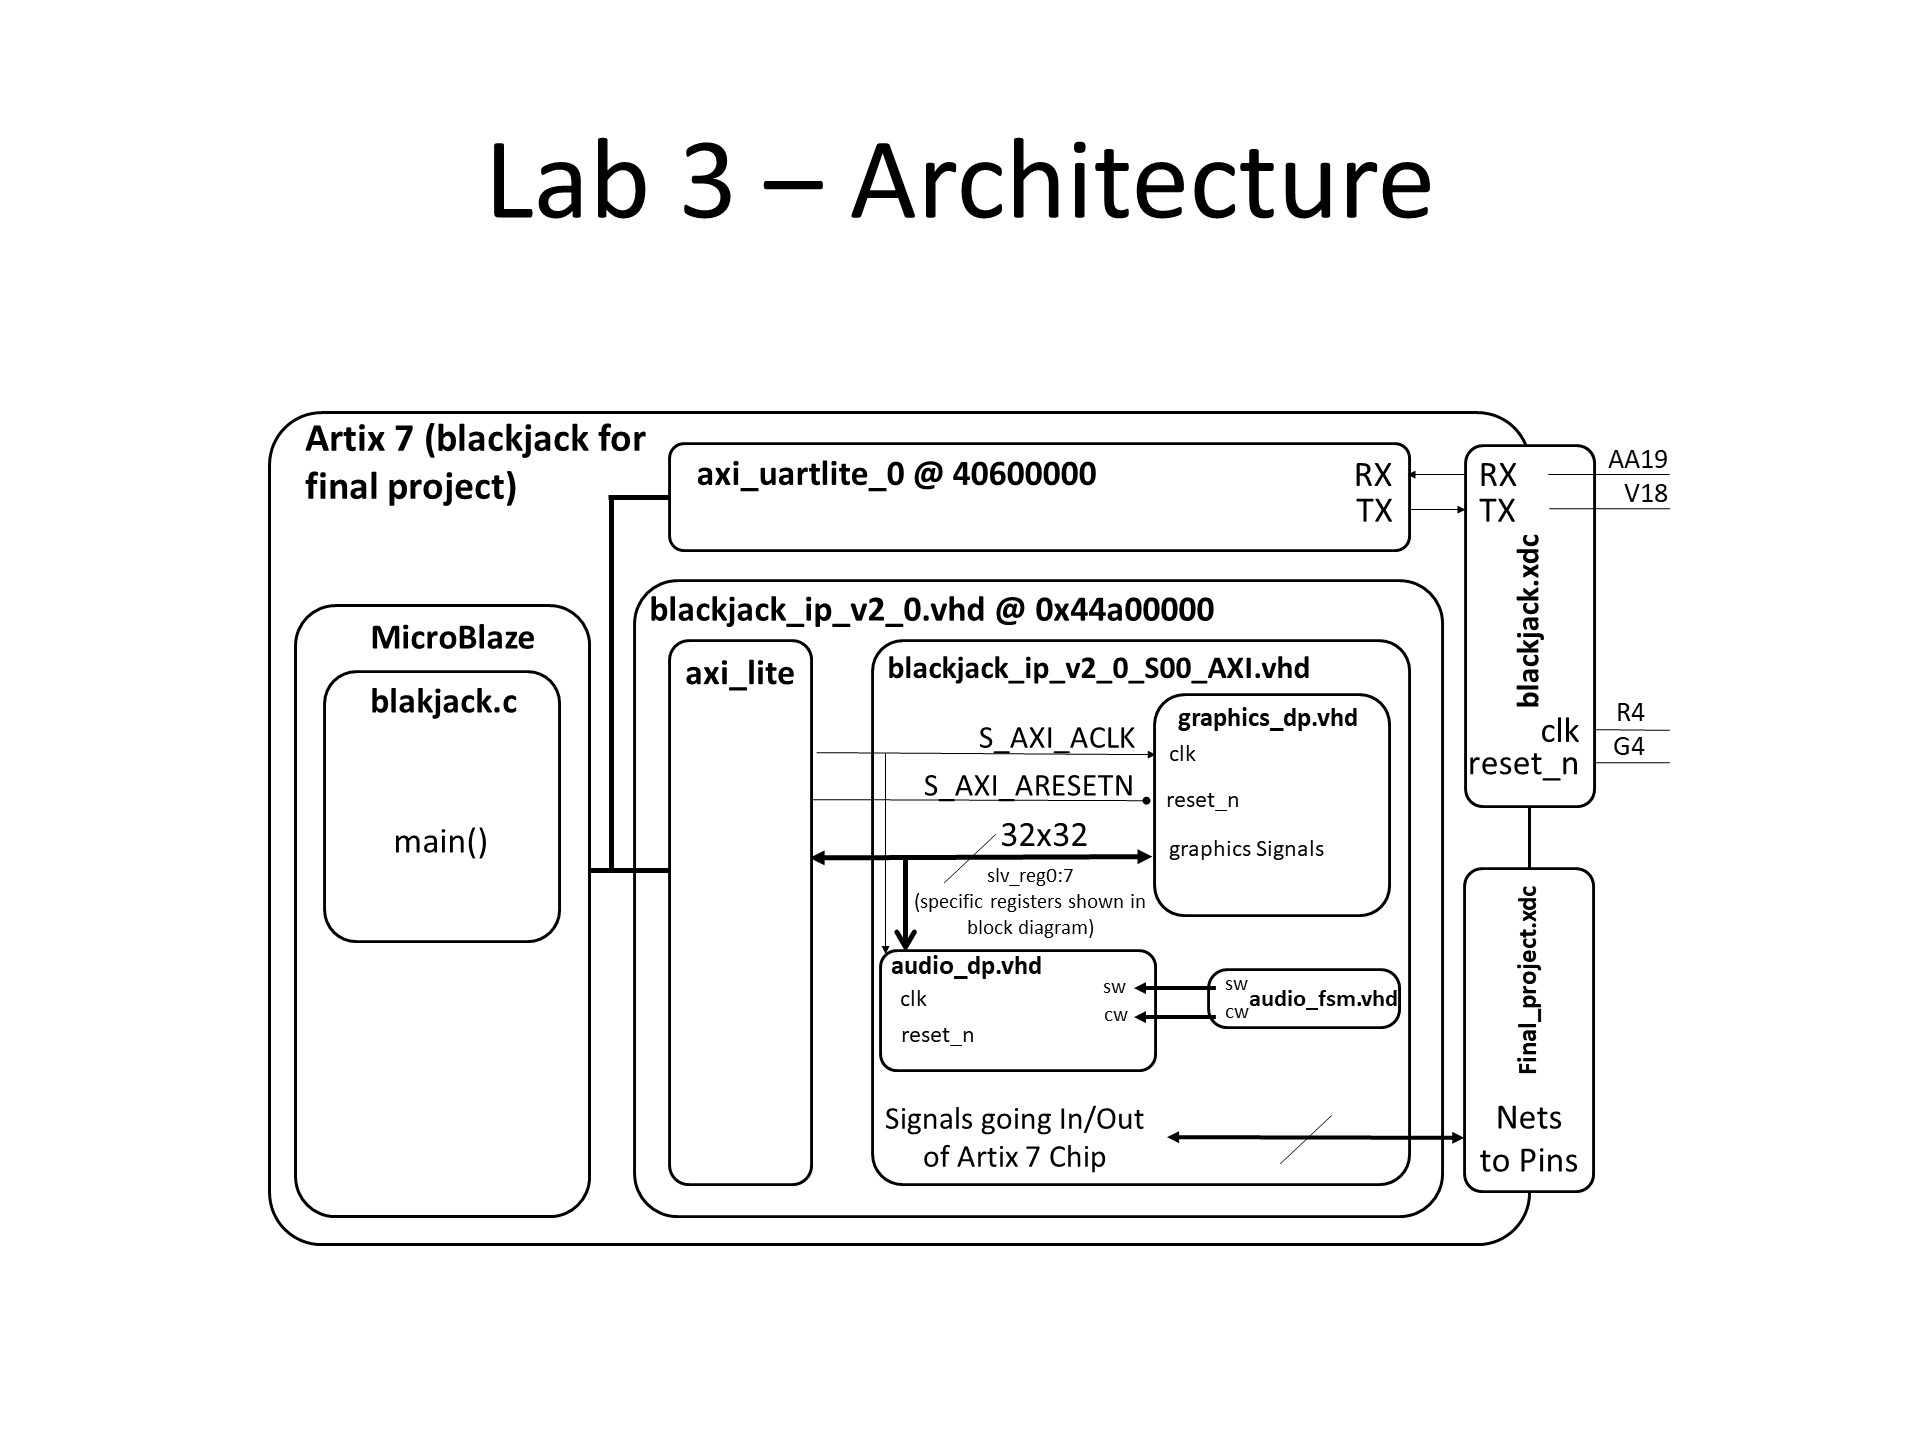 Lab 3 – Architecture
Artix 7 (blackjack for
final project)
axi_uartlite_0 @ 40600000
RX
TX
RX
TX
AA19
V18
blackjack.xdc
clk
reset_n
R4
G4
MicroBlaze
blakjack.c
main()
blackjack_ip_v2_0.vhd @ 0x44a00000
axi_lite
blackjack_ip_v2_0_S00_AXI.vhd
graphics_dp.vhd
S_AXI_ACLK
clk
S_AXI_ARESETN
reset_n
32x32
graphics Signals
slv_reg0:7
(specific registers shown in
block diagram)
audio_dp.vhd
clk
reset_n
sw
cw
sw
cw
audio_fsm.vhd
Signals going In/Out
of Artix 7 Chip
Final_project.xdc
Nets
to Pins